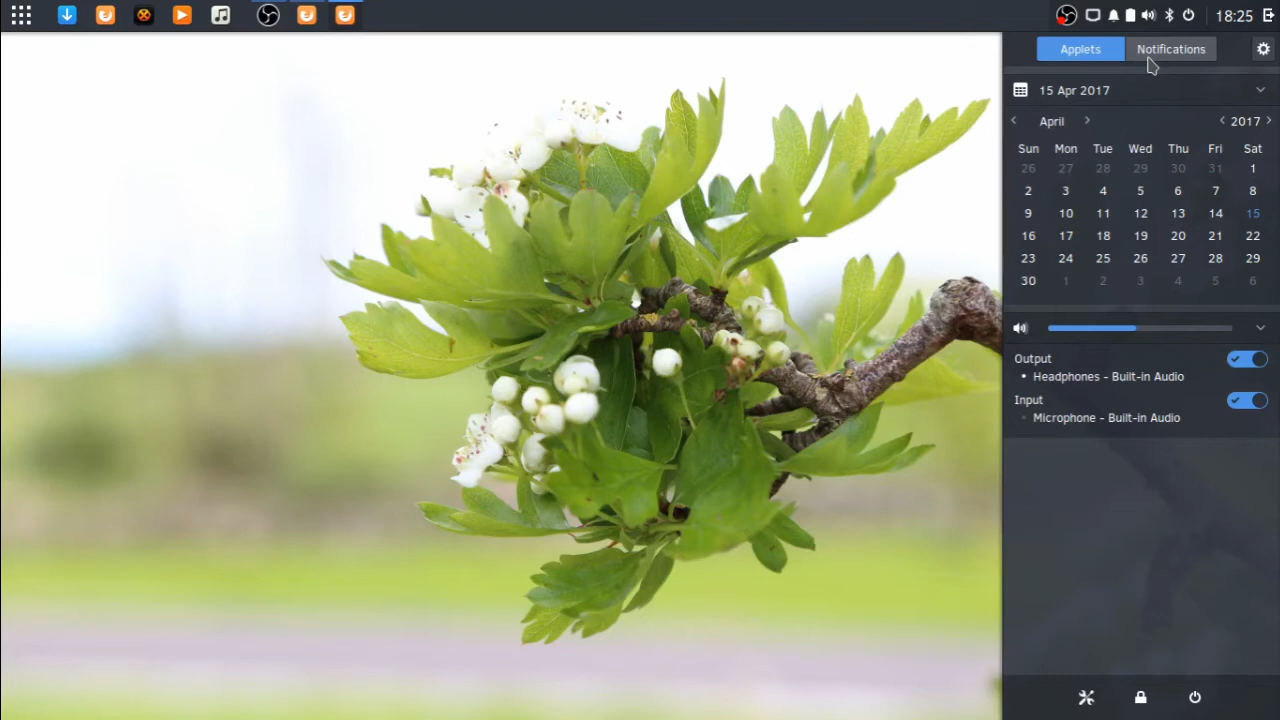 18:25
Applets Notifications
15 Apr 2017
April 2017
Sun Mon Tue Wed Thu Fri Sat
26 27 28 29 30 31 1
2 3 4 5 6 7 8
9 10 11 12 13 14 15
16 17 18 19 20 21 22
23 24 25 26 27 28 29
30 1 2 3 4 5 6
Output
Headphones - Built-in Audio
Input
Microphone - Built-in Audio